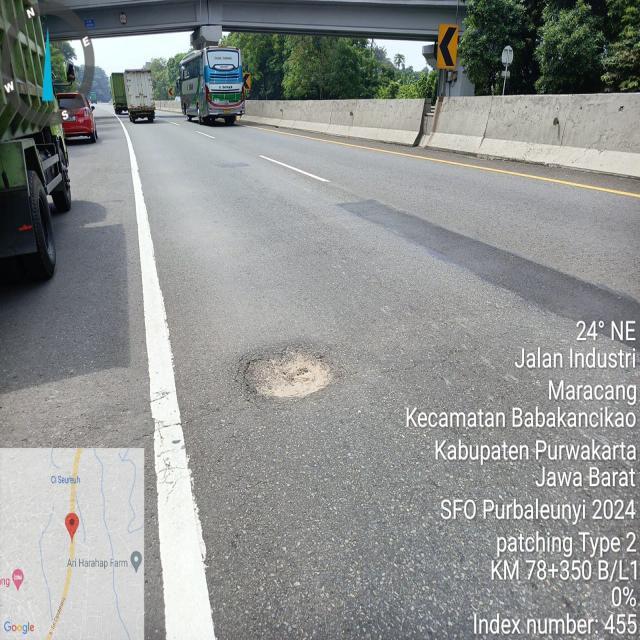 N
E
S
W
24° NE
Jalan Industri
Maracang
Kecamatan Babakancikao
Kabupaten Purwakarta
Jawa Barat
SFO Purbaleunyi 2024
patching Type 2
KM 78+350 B/L1
0%
Index number: 455
Ci Seureuh
Ari Harahap Farm
ang
Google